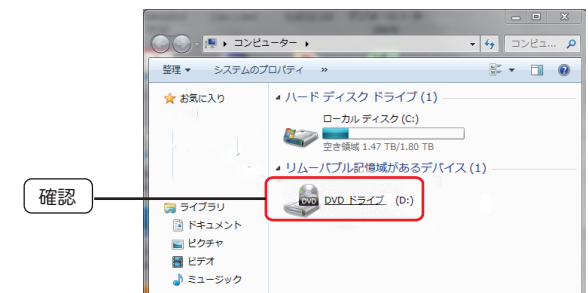 コンピューター
コンピュ...
整理 システムのプロパティ »
お気に入り
ハード ディスク ドライブ (1)
ローカル ディスク (C:)
空き領域 1.47 TB/1.80 TB
リムーバブル記憶域があるデバイス (1)
確認
DVD
DVD ドライブ (D:)
ライブラリ
ドキュメント
ピクチャ
ビデオ
ミュージック